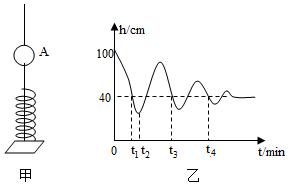 A
甲
h/cm
100
40
0
t₁ t₂ t₃ t₄ t/min
乙